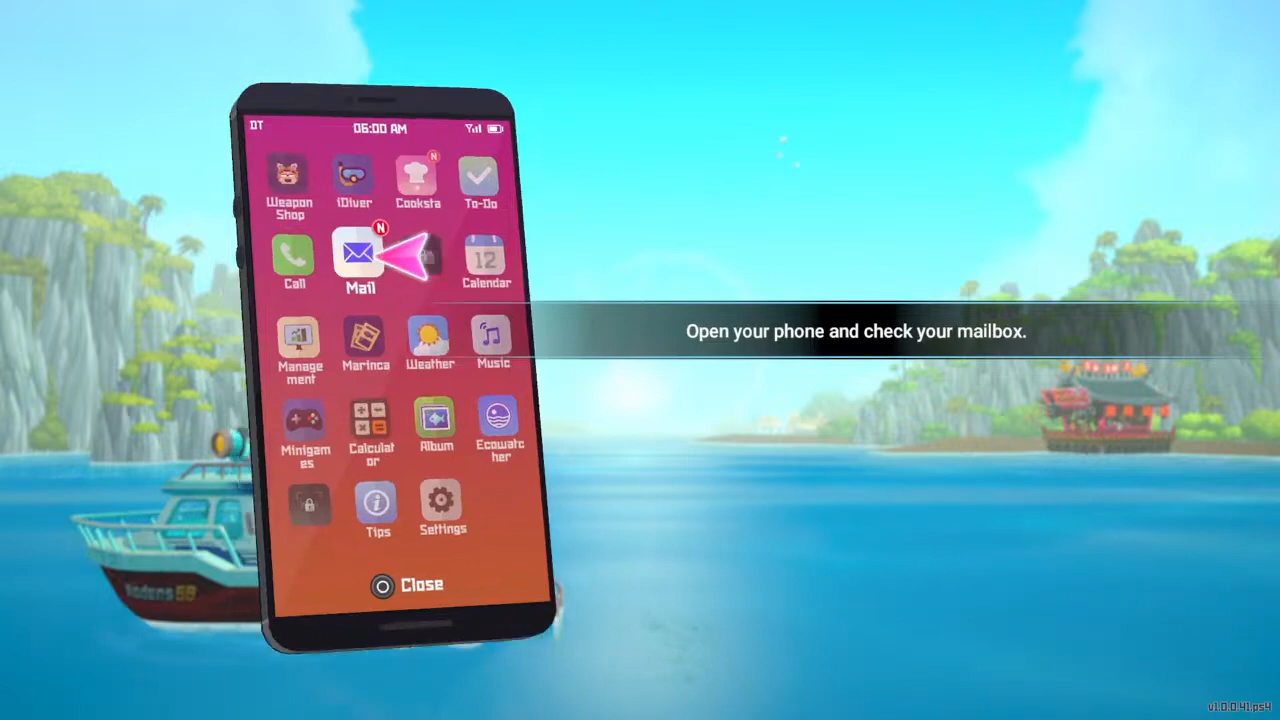 DT
06:00 AM
N
Weapon
Shop
iDiver
Cooksta
To-Do
N
Call
Mail
12
Calendar
Manage
ment
Marinca
Weather
Music
Minigam
es
Calculat
or
Album
Ecowatc
her
Tips
Settings
Close
Open your phone and check your mailbox.
v1.0.0.41.ps4